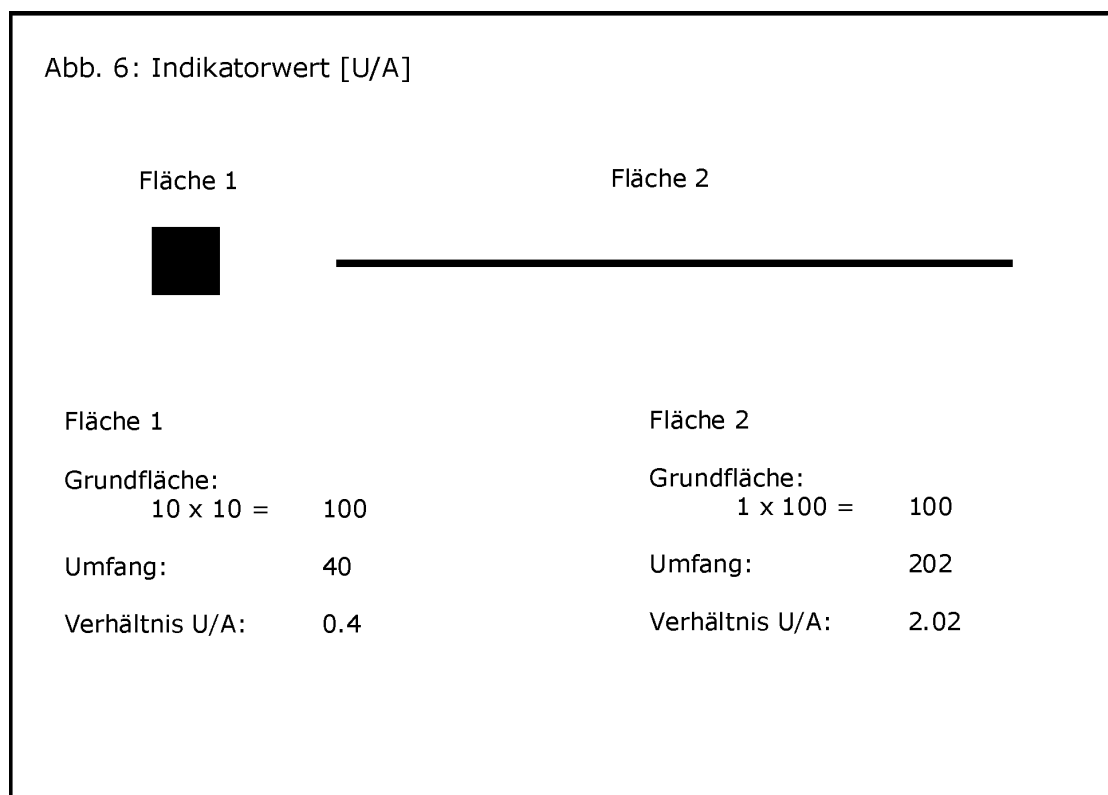 Abb. 6: Indikatorwert [U/A]
Fläche 1
Fläche 2
Fläche 1
Grundfläche:
10 x 10 = 100
Umfang: 40
Verhältnis U/A: 0.4
Fläche 2
Grundfläche:
1 x 100 = 100
Umfang: 202
Verhältnis U/A: 2.02